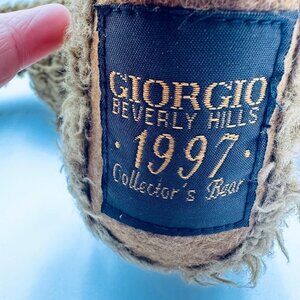 GIORGIO
BEVERLY HILLS
· 1997 ·
Collector's Bear